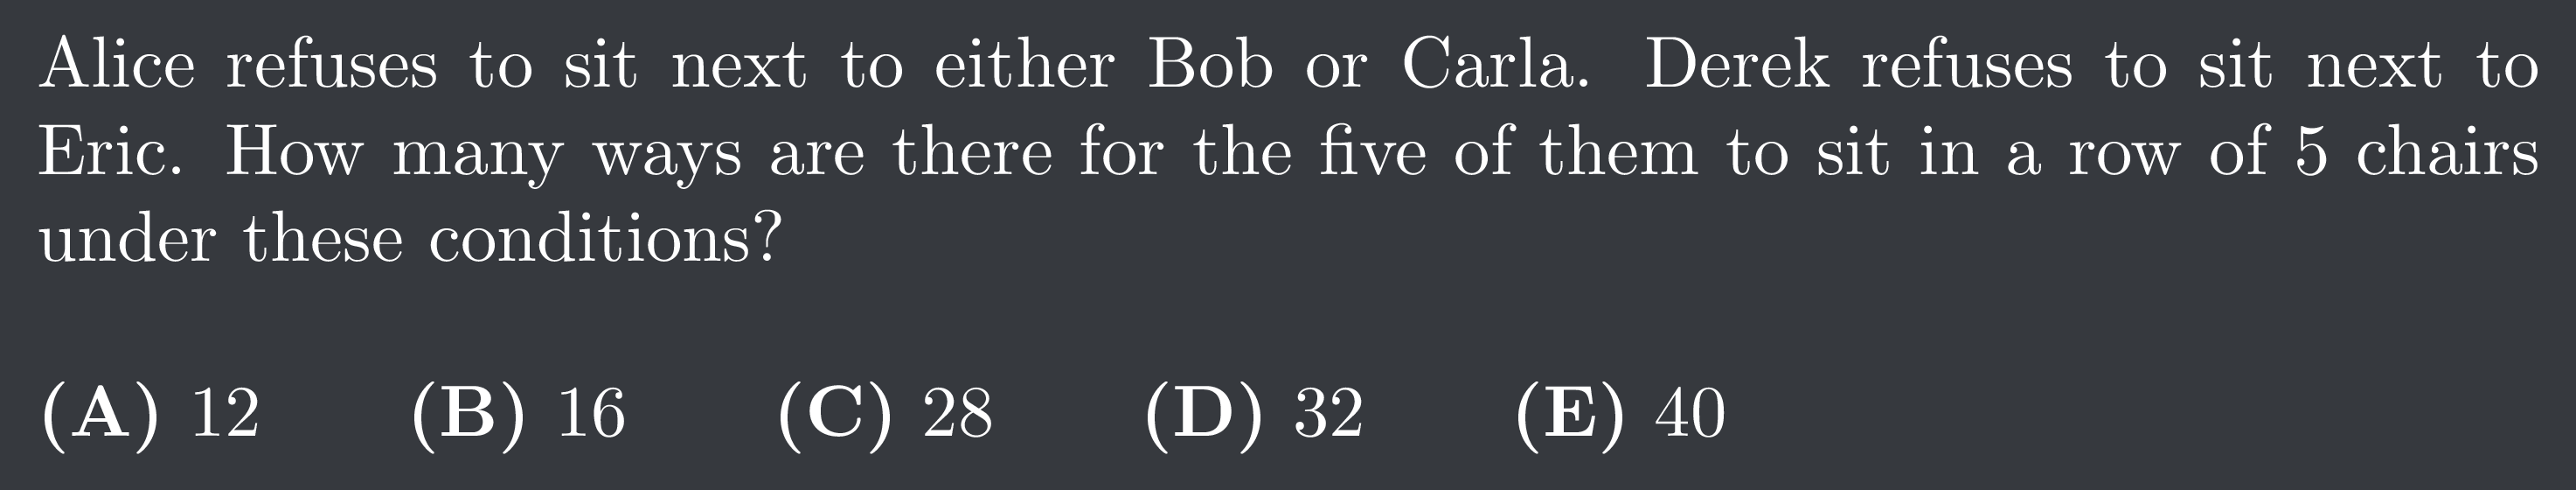 Alice refuses to sit next to either Bob or Carla. Derek refuses to sit next to
Eric. How many ways are there for the five of them to sit in a row of 5 chairs
under these conditions?
(A) 12 (B) 16 (C) 28 (D) 32 (E) 40